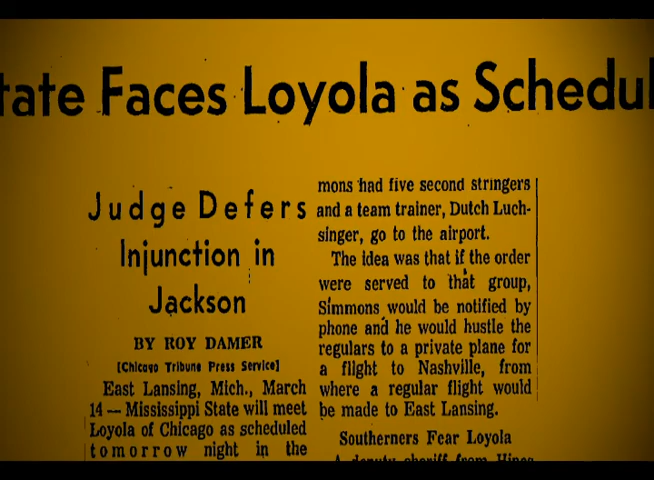 tate Faces Loyola as Schedul
Judge Defers
Injunction in
Jackson
BY ROY DAMER
[Chicago Tribune Press Service]
East Lansing, Mich., March
14 — Mississippi State will meet
Loyola of Chicago as scheduled
tomorrow night in the
mons had five second stringers
and a team trainer, Dutch Luch-
singer, go to the airport.
The idea was that if the order
were served to that group,
Simmons would be notified by
phone and he would hustle the
regulars to a private plane for
a flight to Nashville, from
where a regular flight would
be made to East Lansing.
Southerners Fear Loyola
A deputy sheriff from Hinds